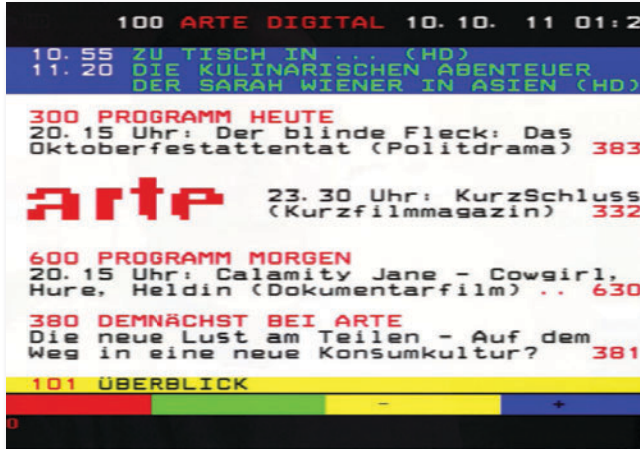 100 ARTE DIGITAL 10.10. 11 01:2
10.55 ZU TISCH IN ... (HD)
11.20 DIE KULINARISCHEN ABENTEUER
DER SARAH WIENER IN ASIEN (HD)
300 PROGRAMM HEUTE
20.15 Uhr: Der blinde Fleck: Das
Oktoberfestattentat (Politdrama) 383
arte
23.30 Uhr: KurzSchluss
(Kurzfilmmagazin) 332
600 PROGRAMM MORGEN
20.15 Uhr: Calamity Jane - Cowgirl,
Hure, Heldin (Dokumentarfilm) .. 630
380 DEMNÄCHST BEI ARTE
Die neue Lust am Teilen - Auf dem
Weg in eine neue Konsumkultur? 381
101 ÜBERBLICK
- +
0